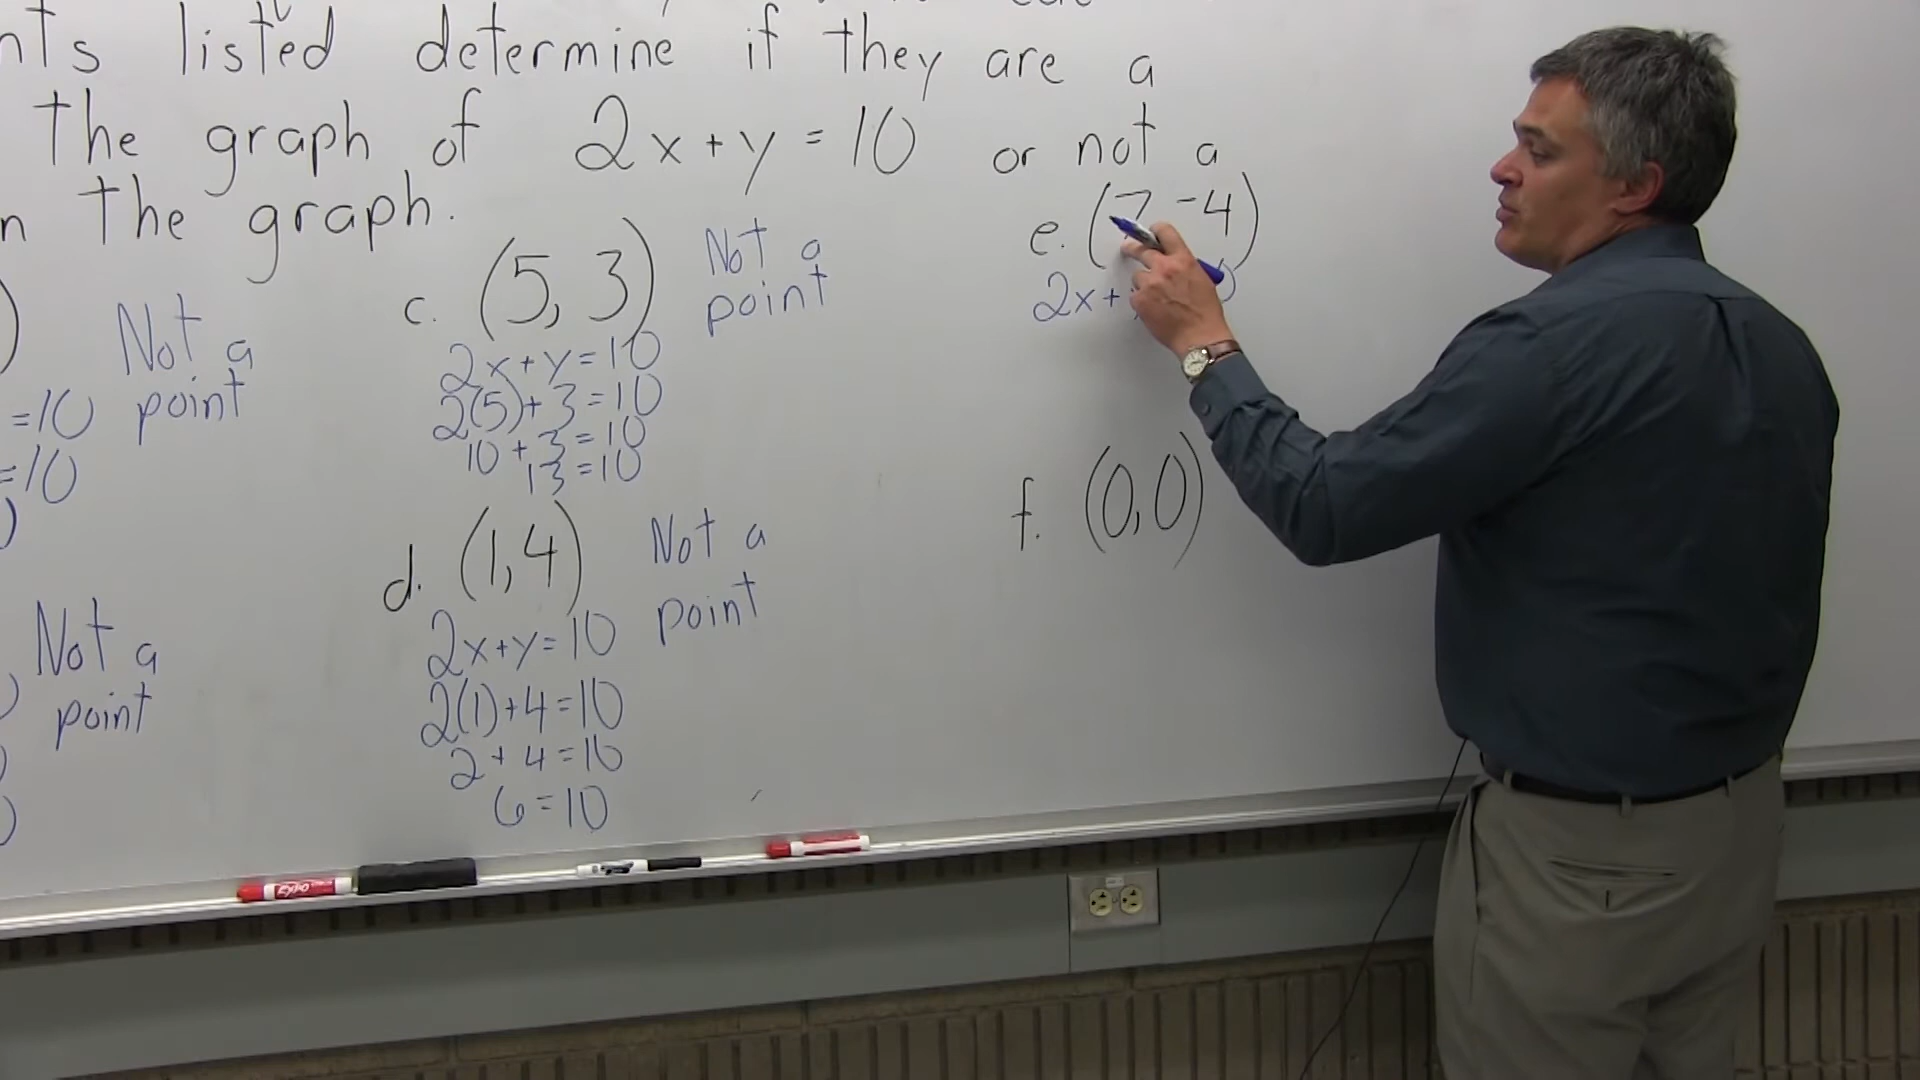 listed determine if they are a
the graph of 2x+y=10 or not a
the graph.
=10
=10
Not a
point
Not a
point
c. (5, 3) Not a
point
2x+y=10
2(5)+3=10
10+3=10
13=10
d. (1,4) Not a
point
2x+y=10
2(1)+4=10
2+4=10
6=10
e. (7, -4)
2x+
f. (0,0)
EXPO